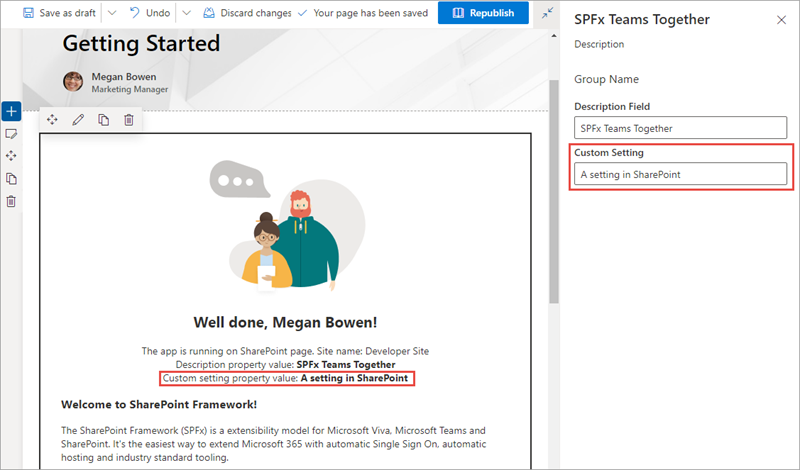 Save as draft
Undo
Discard changes
Your page has been saved
Republish
Getting Started
Megan Bowen
Marketing Manager
Well done, Megan Bowen!
The app is running on SharePoint page. Site name: Developer Site
Description property value: SPFx Teams Together
Custom setting property value: A setting in SharePoint
Welcome to SharePoint Framework!
The SharePoint Framework (SPFx) is a extensibility model for Microsoft Viva, Microsoft Teams and
SharePoint. It's the easiest way to extend Microsoft 365 with automatic Single Sign On, automatic
hosting and industry standard tooling.
SPFx Teams Together
Description
Group Name
Description Field
SPFx Teams Together
Custom Setting
A setting in SharePoint